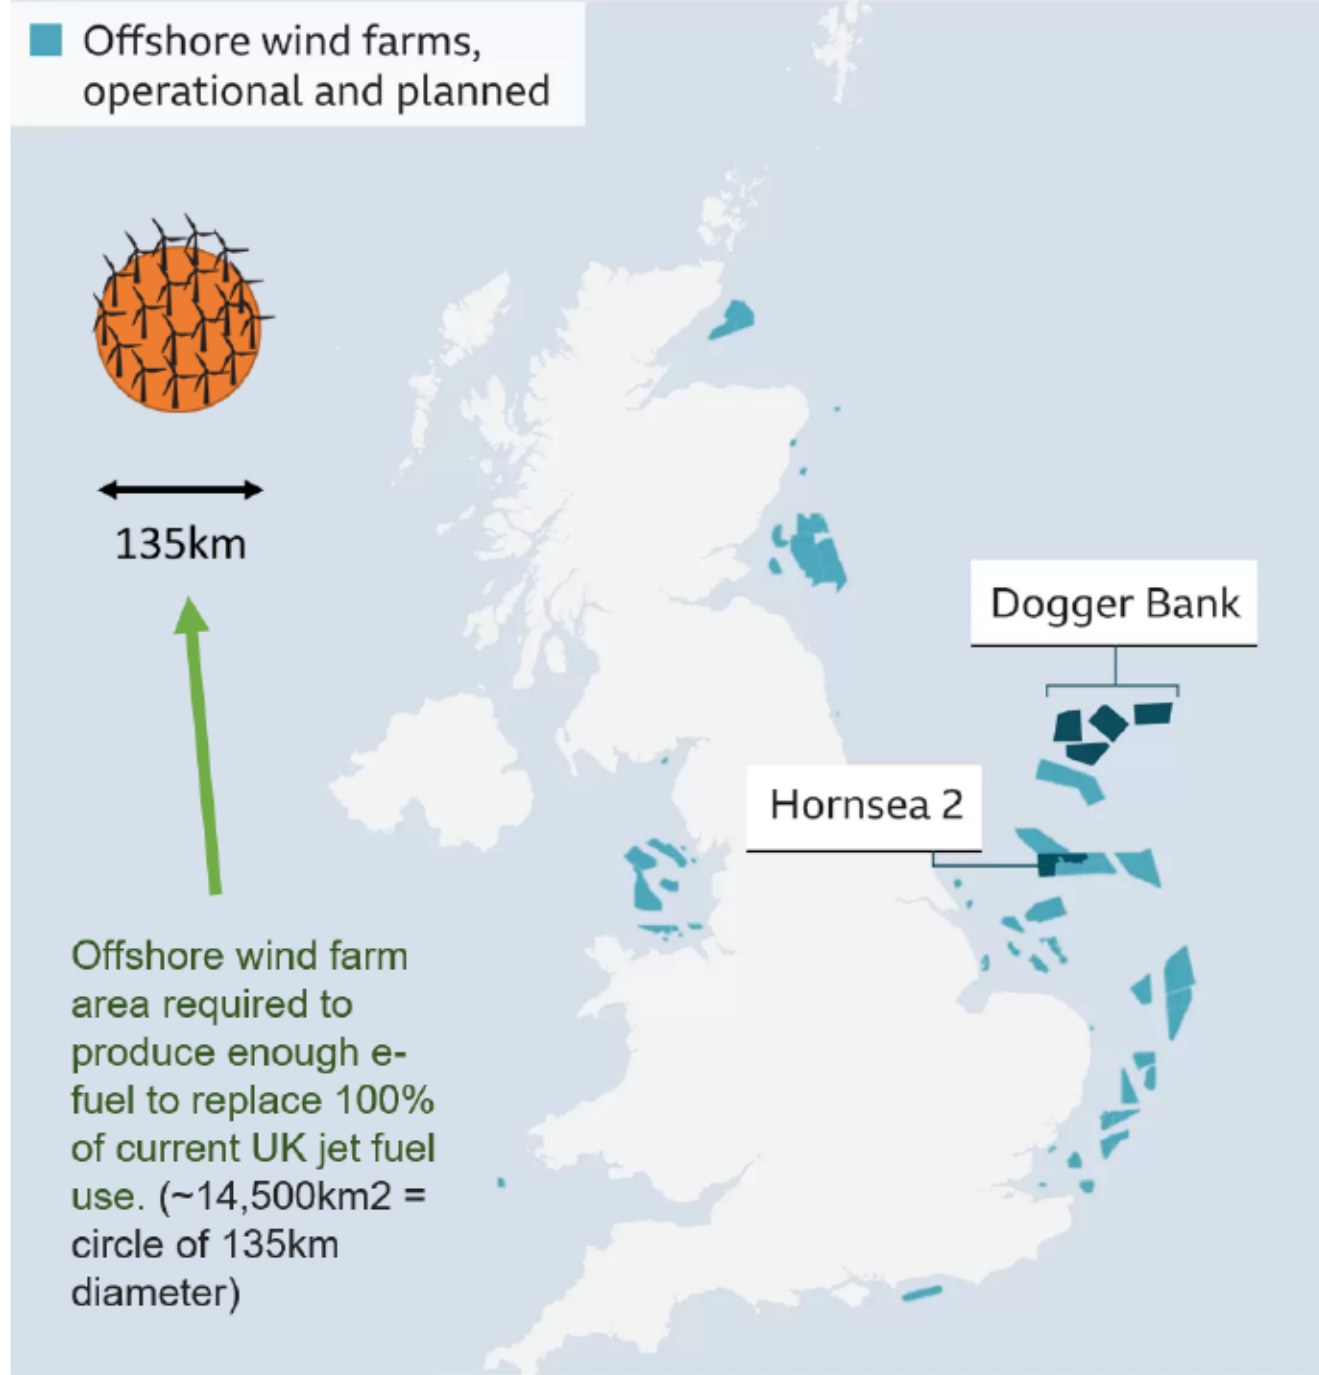 Offshore wind farms,
operational and planned
135km
Dogger Bank
Hornsea 2
Offshore wind farm
area required to
produce enough e-
fuel to replace 100%
of current UK jet fuel
use. (~14,500km2 =
circle of 135km
diameter)